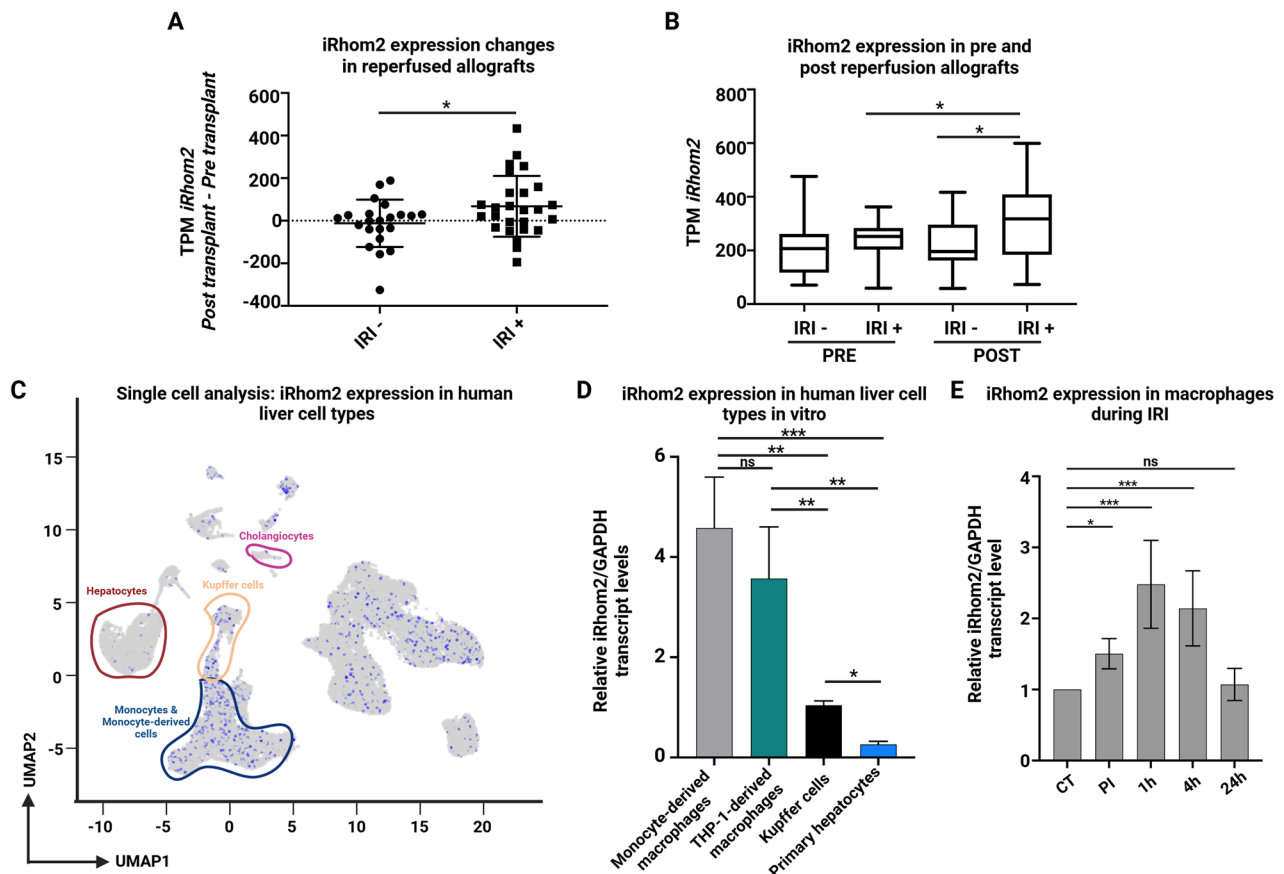 A
iRhom2 expression changes
in reperfused allografts
TPM iRhom2
Post transplant - Pre transplant
600
400
200
0
-200
-400
*
IRI -
IRI +
B
iRhom2 expression in pre and
post reperfusion allografts
TPM iRhom2
800
600
400
200
0
*
*
IRI -
IRI +
IRI -
IRI +
PRE
POST
C
Single cell analysis: iRhom2 expression in human
liver cell types
15
10
5
0
-5
Cholangiocytes
Hepatocytes
Kupffer cells
Monocytes &
Monocyte-derived
cells
-10
-5
0
5
10
15
20
UMAP2
UMAP1
D
iRhom2 expression in human liver cell
types in vitro
Relative iRhom2/GAPDH
transcript levels
6
4
2
0
***
**
ns
**
**
*
Monocyte-derived
macrophages
THP-1-derived
macrophages
Kupffer cells
Primary hepatocytes
E
iRhom2 expression in macrophages
during IRI
Relative iRhom2/GAPDH
transcript level
4
3
2
1
0
ns
***
***
*
CT
PI
1h
4h
24h